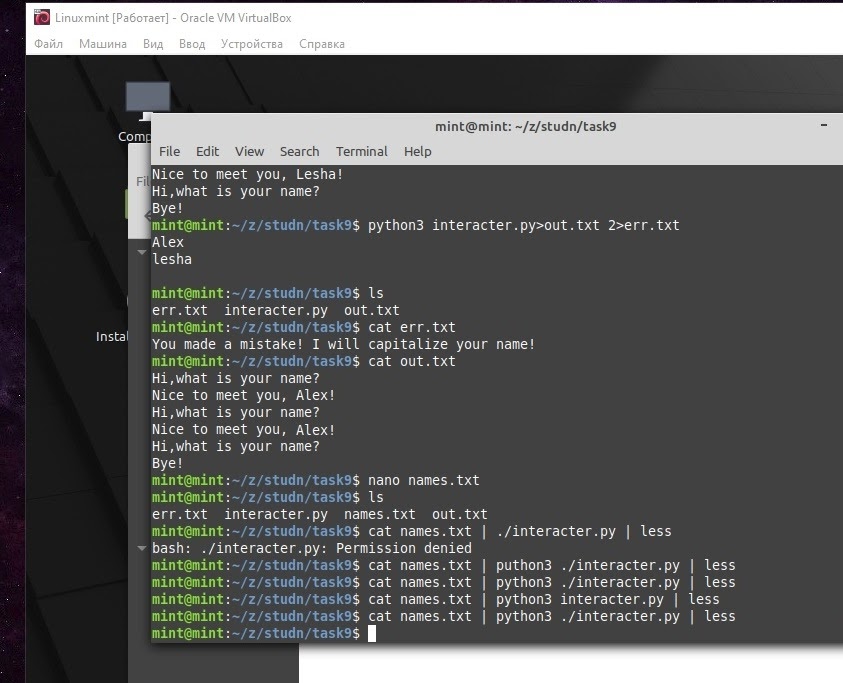 Linuxmint [Работает] - Oracle VM VirtualBox
Файл Машина Вид Ввод Устройства Справка
Comp
mint@mint: ~/z/studn/task9
File Edit View Search Terminal Help
Fil
Nice to meet you, Lesha!
Hi,what is your name?
Bye!
mint@mint:~/z/studn/task9$ python3 interacter.py>out.txt 2>err.txt
Alex
lesha
mint@mint:~/z/studn/task9$ ls
err.txt interacter.py out.txt
mint@mint:~/z/studn/task9$ cat err.txt
Instal
You made a mistake! I will capitalize your name!
mint@mint:~/z/studn/task9$ cat out.txt
Hi,what is your name?
Nice to meet you, Alex!
Hi,what is your name?
Nice to meet you, Alex!
Hi,what is your name?
Bye!
mint@mint:~/z/studn/task9$ nano names.txt
mint@mint:~/z/studn/task9$ ls
err.txt interacter.py names.txt out.txt
mint@mint:~/z/studn/task9$ cat names.txt | ./interacter.py | less
bash: ./interacter.py: Permission denied
mint@mint:~/z/studn/task9$ cat names.txt | puthon3 ./interacter.py | less
mint@mint:~/z/studn/task9$ cat names.txt | python3 ./interacter.py | less
mint@mint:~/z/studn/task9$ cat names.txt | python3 interacter.py | less
mint@mint:~/z/studn/task9$ cat names.txt | python3 ./interacter.py | less
mint@mint:~/z/studn/task9$